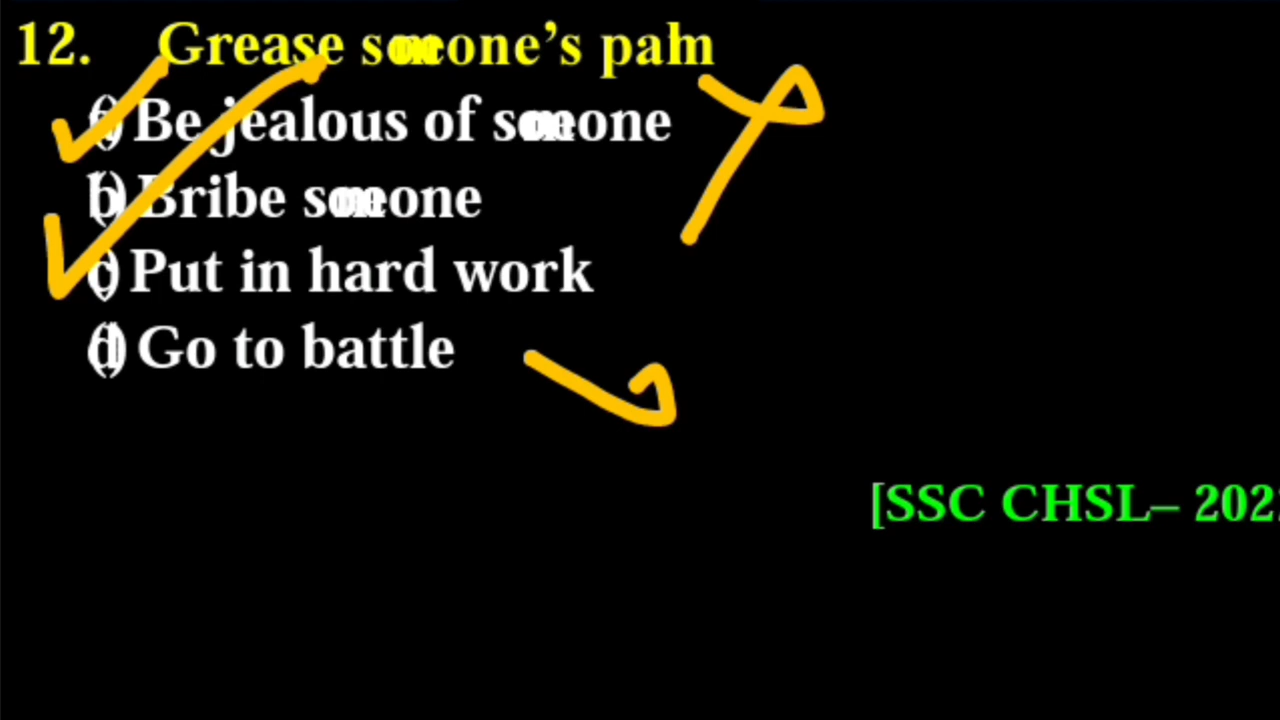 12. Grease someone's palm
a) Be jealous of someone
b) Bribe someone
c) Put in hard work
d) Go to battle
[SSC CHSL– 202